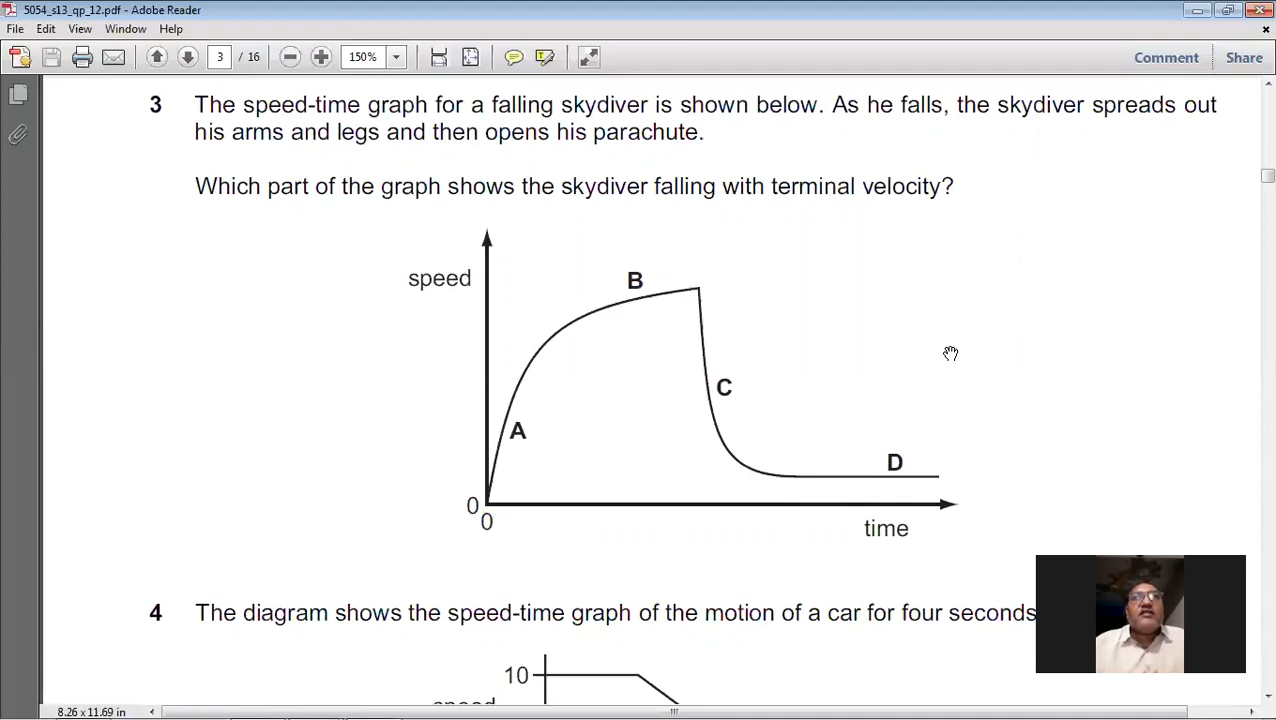 5054_s13_qp_12.pdf - Adobe Reader
File Edit View Window Help
3 / 16 150% Comment Share
3 The speed-time graph for a falling skydiver is shown below. As he falls, the skydiver spreads out
his arms and legs and then opens his parachute.
Which part of the graph shows the skydiver falling with terminal velocity?
speed
B
C
A
D
0
0
time
4 The diagram shows the speed-time graph of the motion of a car for four seconds
10
8.26 x 11.69 in